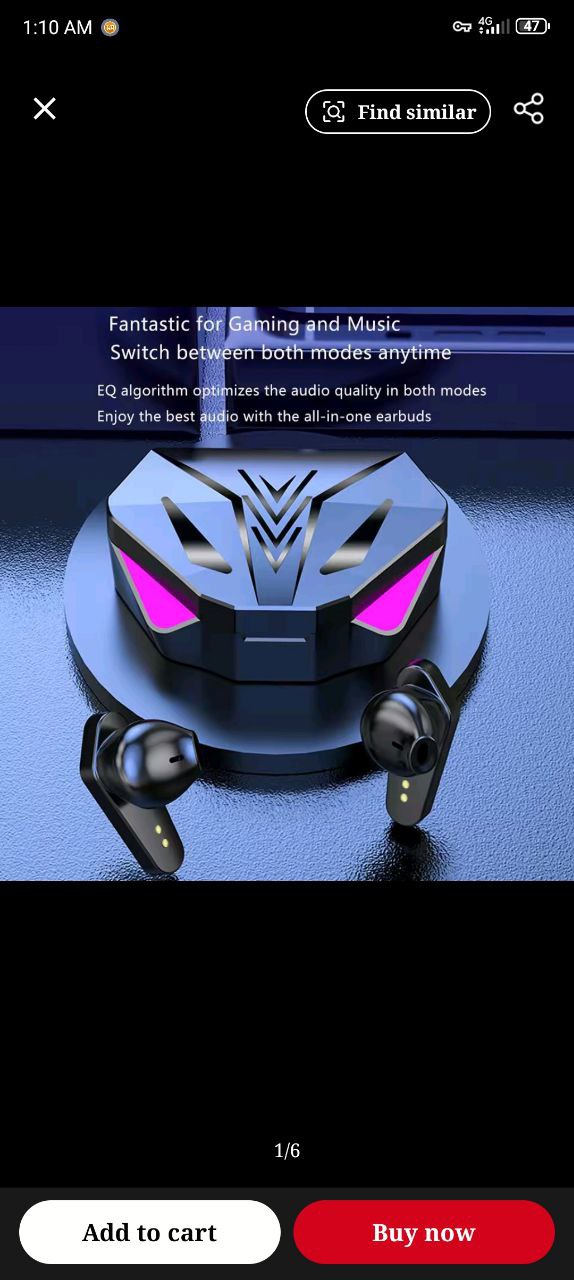 1:10 AM
4G
47
Find similar
Fantastic for Gaming and Music
Switch between both modes anytime
EQ algorithm optimizes the audio quality in both modes
Enjoy the best audio with the all-in-one earbuds
1/6
Add to cart
Buy now